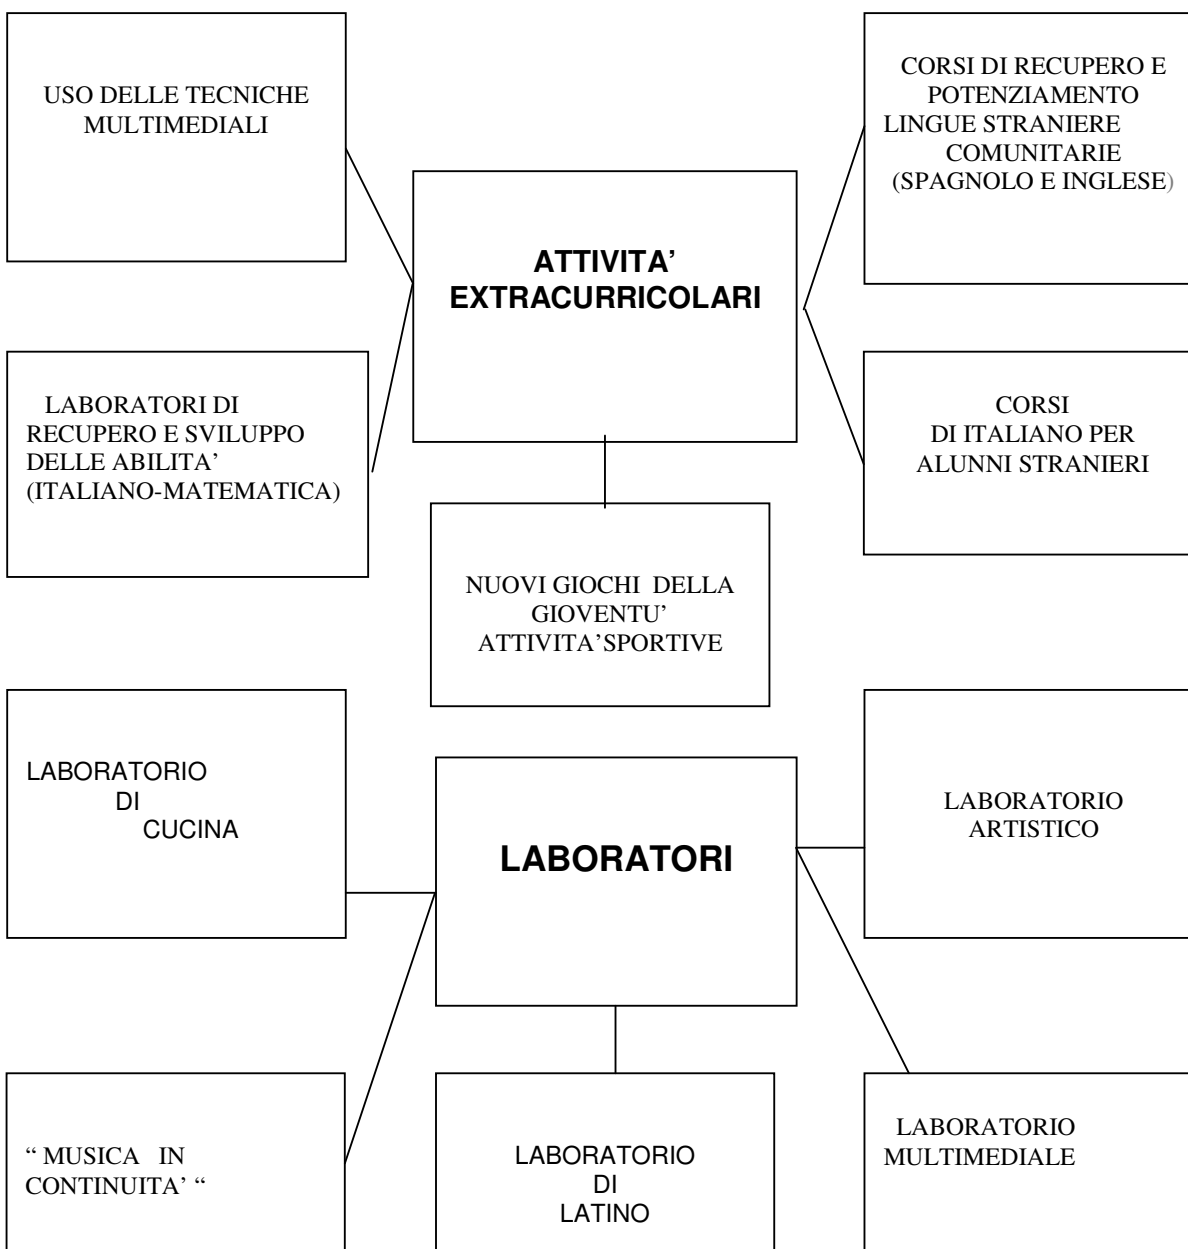 USO DELLE TECNICHE
MULTIMEDIALI
CORSI DI RECUPERO E
POTENZIAMENTO
LINGUE STRANIERE
COMUNITARIE
(SPAGNOLO E INGLESE)
ATTIVITA’
EXTRACURRICOLARI
LABORATORI DI
RECUPERO E SVILUPPO
DELLE ABILITA’
(ITALIANO-MATEMATICA)
CORSI
DI ITALIANO PER
ALUNNI STRANIERI
NUOVI GIOCHI DELLA
GIOVENTU’
ATTIVITA’SPORTIVE
LABORATORIO
DI
CUCINA
LABORATORI
LABORATORIO
ARTISTICO
“ MUSICA IN
CONTINUITA’ “
LABORATORIO
DI
LATINO
LABORATORIO
MULTIMEDIALE